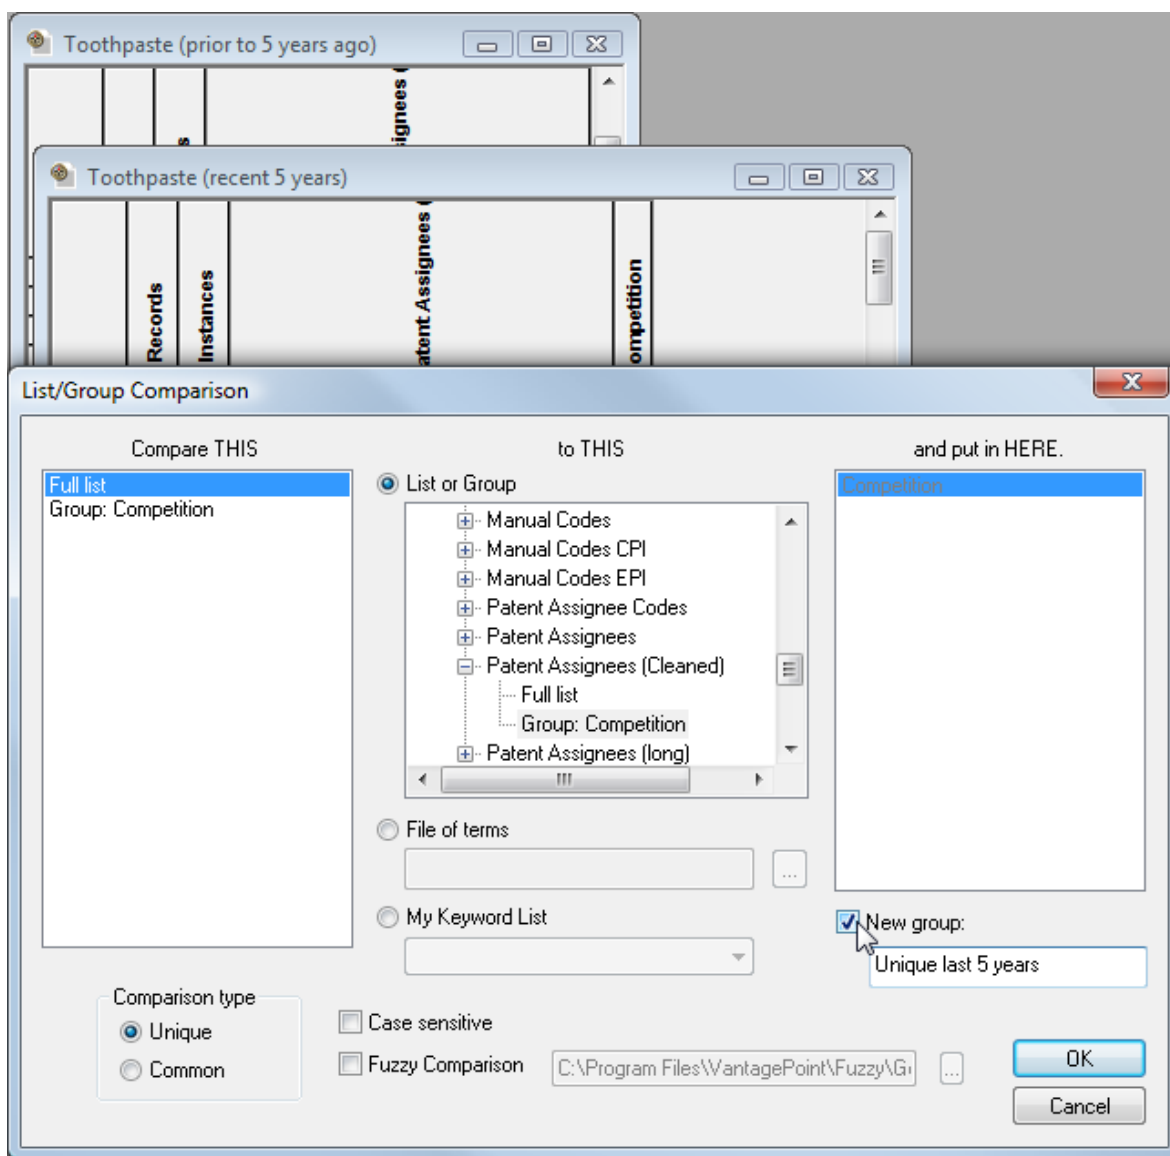 Toothpaste (prior to 5 years ago)
signees (
Toothpaste (recent 5 years)
Records
Instances
atent Assignees (
ompetition
List/Group Comparison
Compare THIS
to THIS
and put in HERE.
Full list
Group: Competition
List or Group
Manual Codes
Manual Codes CPI
Manual Codes EPI
Patent Assignee Codes
Patent Assignees
Patent Assignees (Cleaned)
Full list
Group: Competition
Patent Assignees (long)
File of terms
...
My Keyword List
Competition
New group:
Unique last 5 years
Comparison type
Unique
Common
Case sensitive
Fuzzy Comparison
C:\Program Files\VantagePoint\Fuzzy\G
...
OK
Cancel